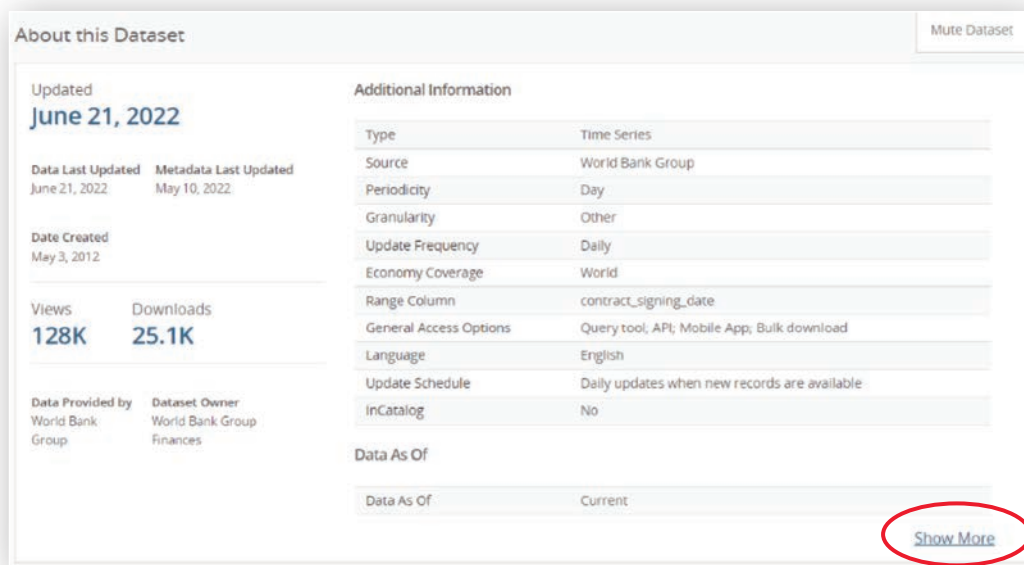 About this Dataset
Mute Dataset
Updated
June 21, 2022
Data Last Updated Metadata Last Updated
June 21, 2022 May 10, 2022
Date Created
May 3, 2012
Views Downloads
128K 25.1K
Data Provided by Dataset Owner
World Bank World Bank Group
Group Finances
Additional Information
Type Time Series
Source World Bank Group
Periodicity Day
Granularity Other
Update Frequency Daily
Economy Coverage World
Range Column contract_signing_date
General Access Options Query tool; API; Mobile App; Bulk download
Language English
Update Schedule Daily updates when new records are available
InCatalog No
Data As Of
Data As Of Current
Show More